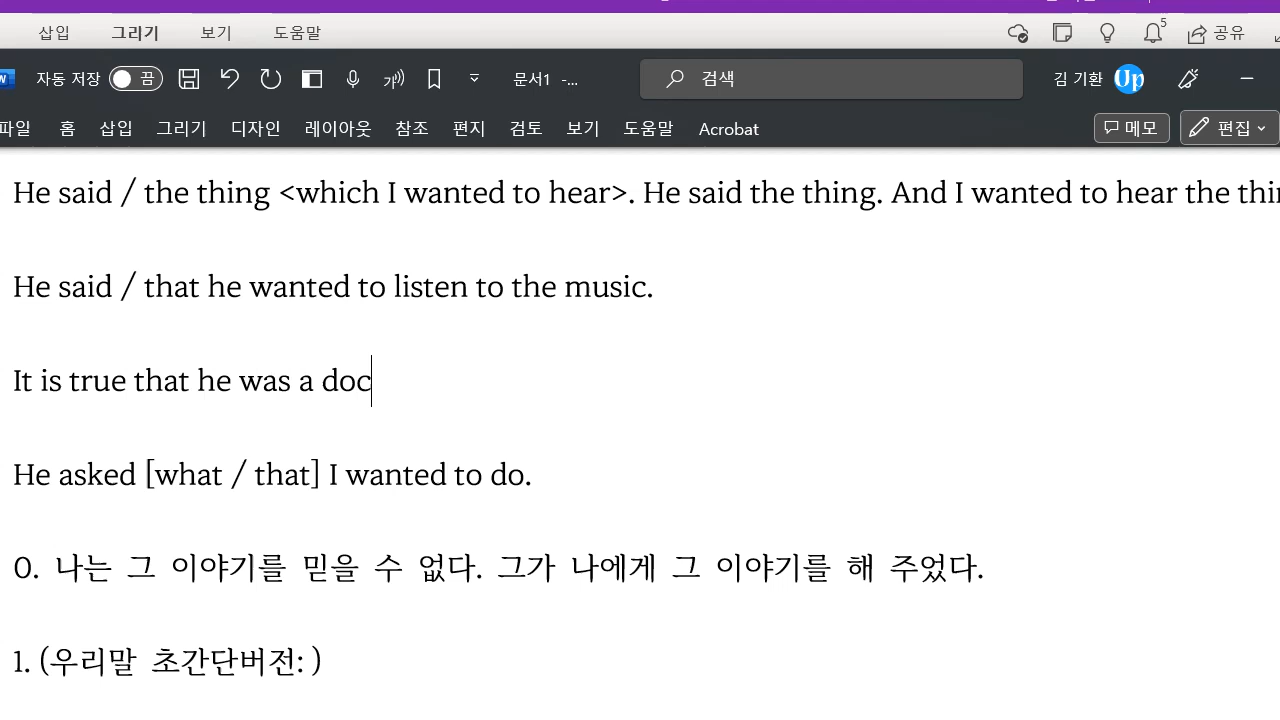 삽입 그리기 보기 도움말 5 공유
W 자동 저장 끔 가)) 문서1 -... 검색 김 기환 Up
파일 홈 삽입 그리기 디자인 레이아웃 참조 편지 검토 보기 도움말 Acrobat 메모 편집
He said / the thing <which I wanted to hear>. He said the thing. And I wanted to hear the thin
He said / that he wanted to listen to the music.
It is true that he was a doc
He asked [what / that] I wanted to do.
0. 나는 그 이야기를 믿을 수 없다. 그가 나에게 그 이야기를 해 주었다.
1. (우리말 초간단버전: )